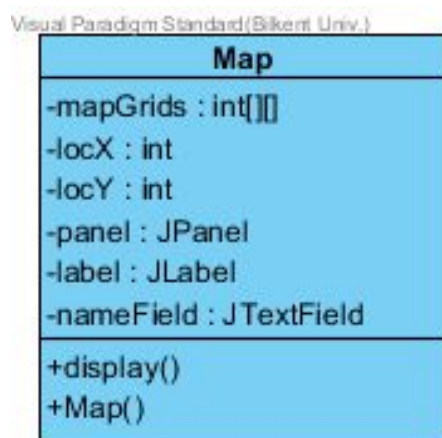 Visual Paradigm Standard(Bilkent Univ.)
Map
-mapGrids : int[][]
-locX : int
-locY : int
-panel : JPanel
-label : JLabel
-nameField : JTextField
+display()
+Map()